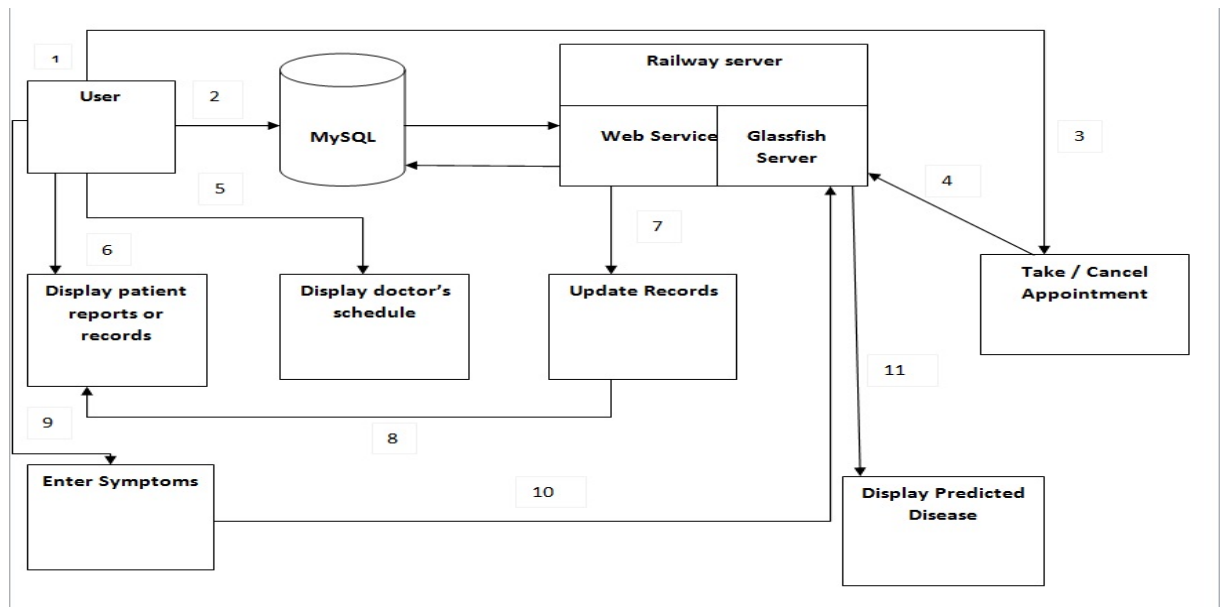 1
User
2
MySQL
Railway server
Web Service
Glassfish
Server
3
4
5
6
7
Display patient
reports or
records
Display doctor's
schedule
Update Records
Take / Cancel
Appointment
8
9
11
Enter Symptoms
10
Display Predicted
Disease